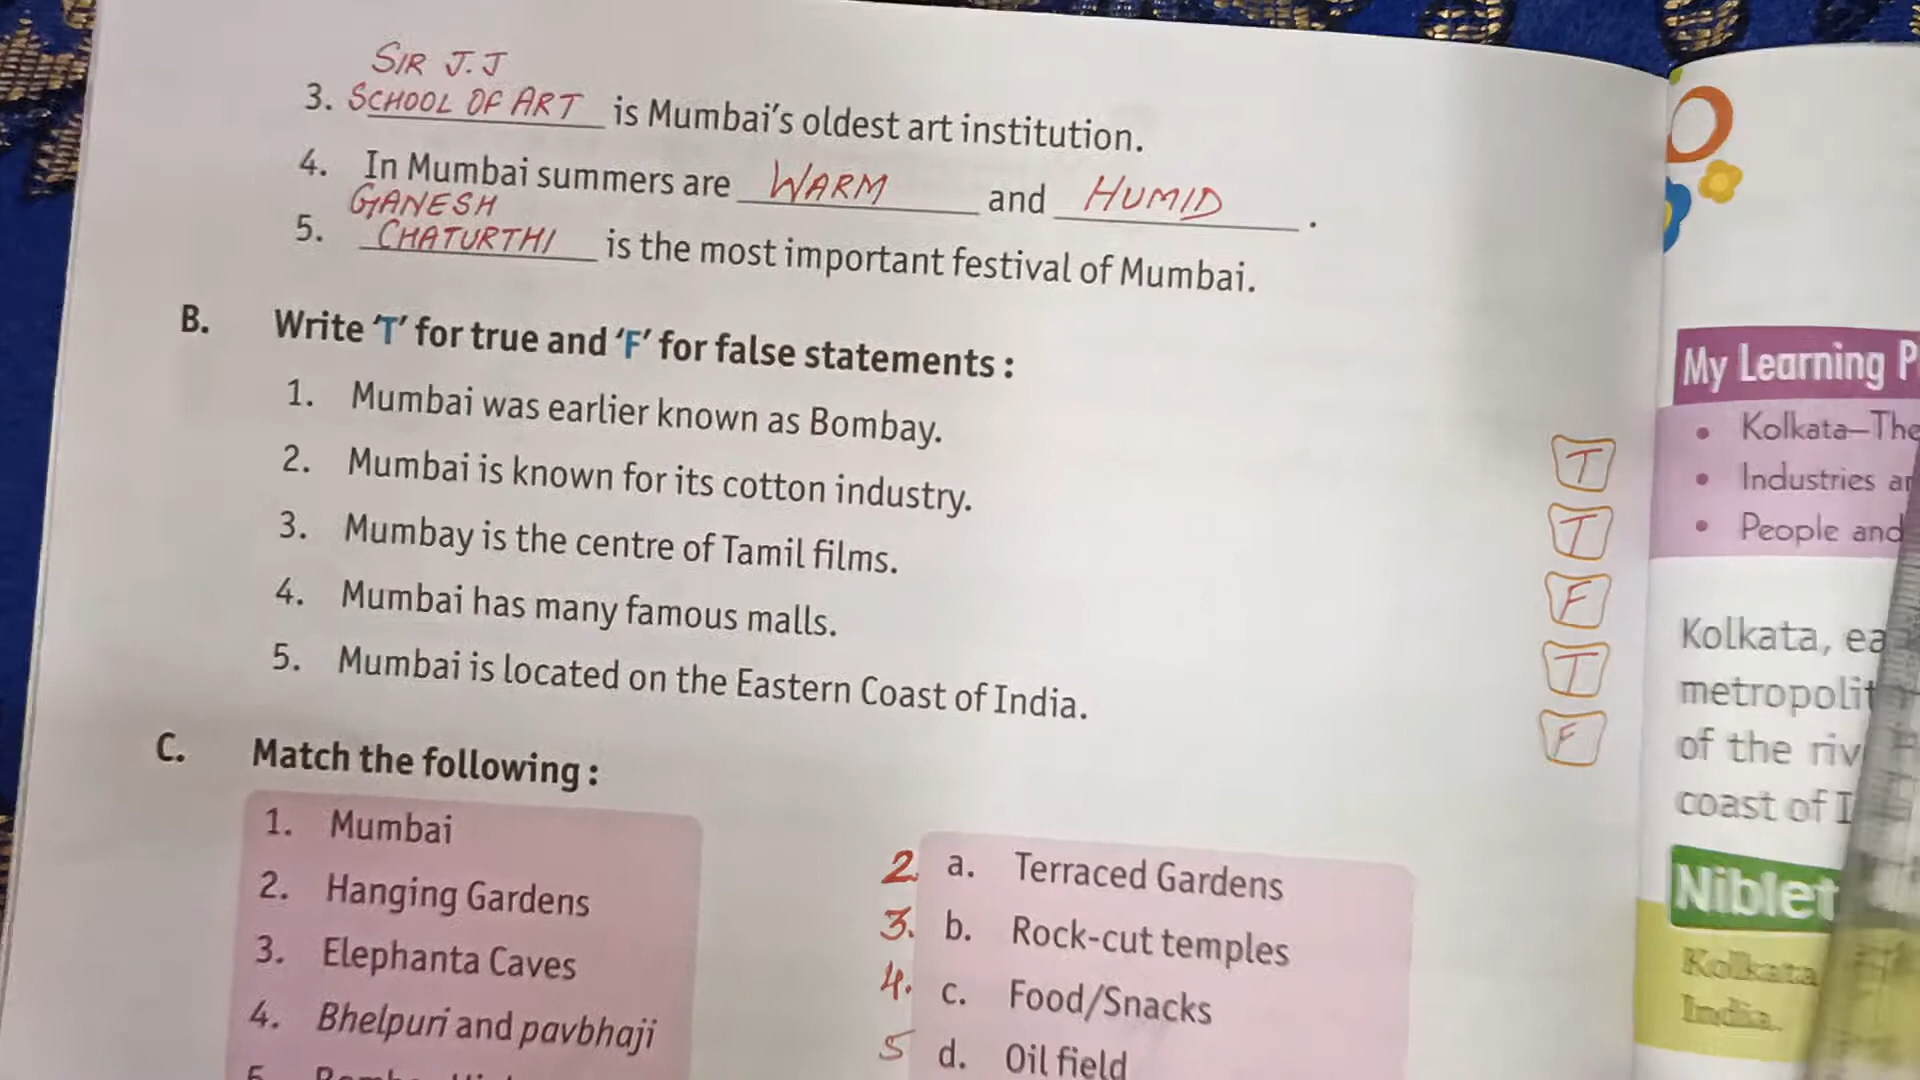 SIR J.J
3. SCHOOL OF ART is Mumbai's oldest art institution.
4. In Mumbai summers are WARM and HUMID.
GANESH
5. CHATURTHI is the most important festival of Mumbai.
B. Write 'T' for true and 'F' for false statements :
1. Mumbai was earlier known as Bombay. T
2. Mumbai is known for its cotton industry. T
3. Mumbay is the centre of Tamil films. F
4. Mumbai has many famous malls. T
5. Mumbai is located on the Eastern Coast of India. F
C. Match the following :
1. Mumbai
2. Hanging Gardens
3. Elephanta Caves
4. Bhelpuri and pavbhaji
2. a. Terraced Gardens
3. b. Rock-cut temples
4. c. Food/Snacks
5 d. Oil field
My Learning P
• Kolkata—The
• Industries
• People and
Kolkata,
metropolit
of the riv
coast of I
Niblet
Kolkata
India.